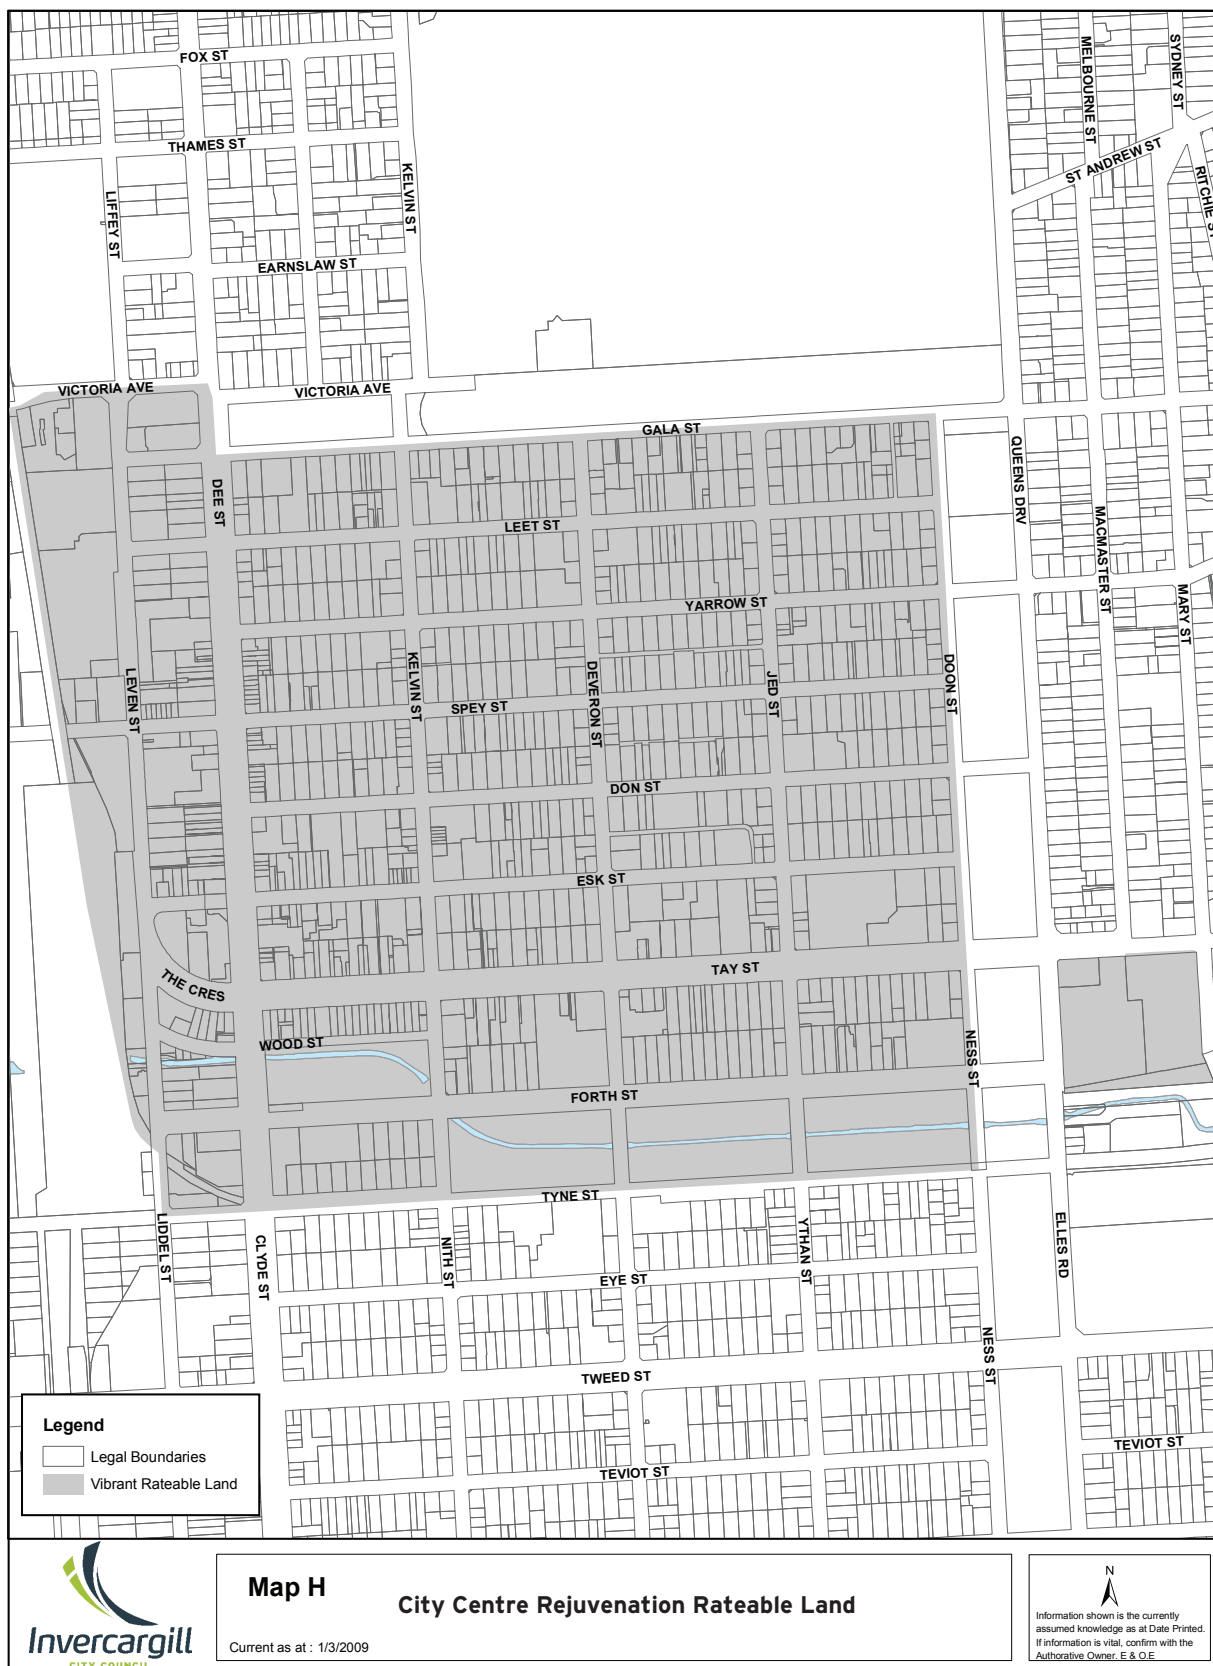 FOX ST
MELBOURNE ST
SYDNEY ST
THAMES ST
ST ANDREW ST
KELVIN ST
LIFFEY ST
RITCHIE ST
EARNSLAW ST
VICTORIA AVE
VICTORIA AVE
GALA ST
QUEENS DRV
DEE ST
LEET ST
MACMASTER ST
YARROW ST
MARY ST
LEVEN ST
KELVIN ST
DEVERON ST
JED ST
DOON ST
SPEY ST
DON ST
ESK ST
TAY ST
THE CRES
WOOD ST
NESS ST
FORTH ST
TYNE ST
LIDDEL ST
CLYDE ST
NITH ST
YTHAN ST
ELLES RD
EYE ST
NESS ST
TWEED ST
TEVIOT ST
TEVIOT ST
Legend
Legal Boundaries
Vibrant Rateable Land
Invercargill
CITY COUNCIL
Map H
City Centre Rejuvenation Rateable Land
Current as at : 1/3/2009
N
Information shown is the currently
assumed knowledge as at Date Printed.
If information is vital, confirm with the
Authorative Owner. E & O.E